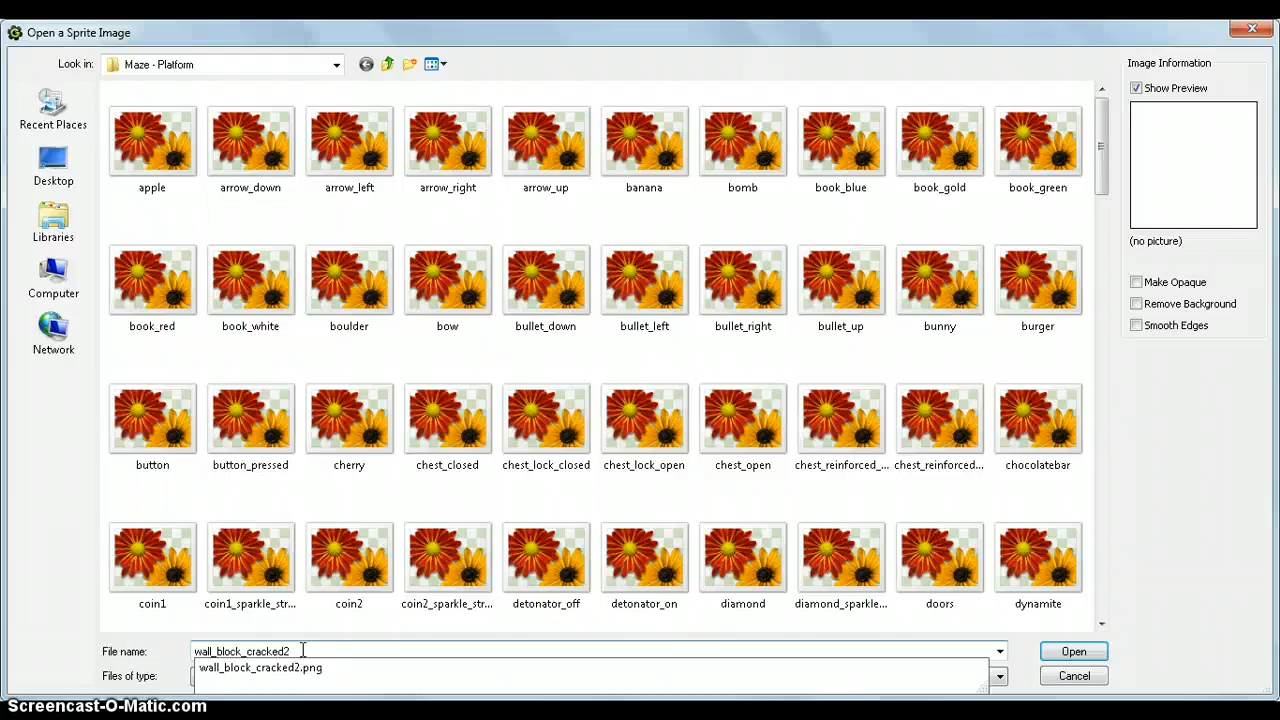 Open a Sprite Image
Look in:
Maze - Platform
Image Information
Show Preview
(no picture)
Make Opaque
Remove Background
Smooth Edges
Recent Places
Desktop
Libraries
Computer
Network
apple
arrow_down
arrow_left
arrow_right
arrow_up
banana
bomb
book_blue
book_gold
book_green
book_red
book_white
boulder
bow
bullet_down
bullet_left
bullet_right
bullet_up
bunny
burger
button
button_pressed
cherry
chest_closed
chest_lock_closed
chest_lock_open
chest_open
chest_reinforced_...
chest_reinforced...
chocolatebar
coin1
coin1_sparkle_str...
coin2
coin2_sparkle_str...
detonator_off
detonator_on
diamond
diamond_sparkle...
doors
dynamite
File name:
wall_block_cracked2
Open
wall_block_cracked2.png
Files of type:
Cancel
Screencast-O-Matic.com